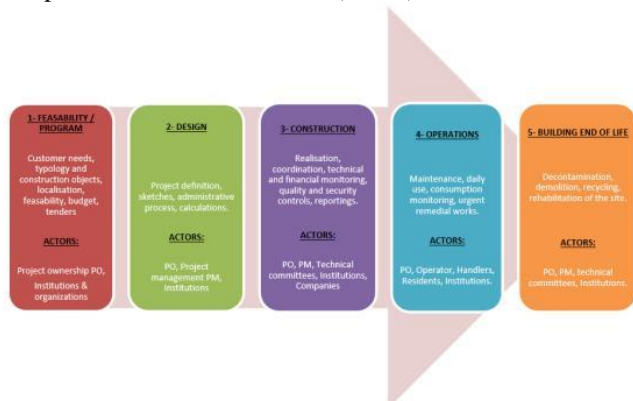 1- FEASABILITY /
PROGRAM
Customer needs,
typology and
construction objects,
localisation,
feasability, budget,
tenders
ACTORS:
Project ownership PO,
Institutions &
organizations
2- DESIGN
Project definition,
sketches, administrative
process, calculations.
ACTORS:
PO, Project
management PM,
Institutions
3- CONSTRUCTION
Realisation,
coordination, technical
and financial monitoring,
quality and security
controls, reportings.
ACTORS:
PO, PM, Technical
committees, Institutions,
Companies
4- OPERATIONS
Maintenance, daily
use, consumption
monitoring, urgent
remedial works.
ACTORS:
PO, Operator, Handlers,
Residents, Institutions.
5- BUILDING END OF LIFE
Decontamination,
demolition, recycling,
rehabilitation of the site.
ACTORS:
PO, PM, technical
committees, Institutions.